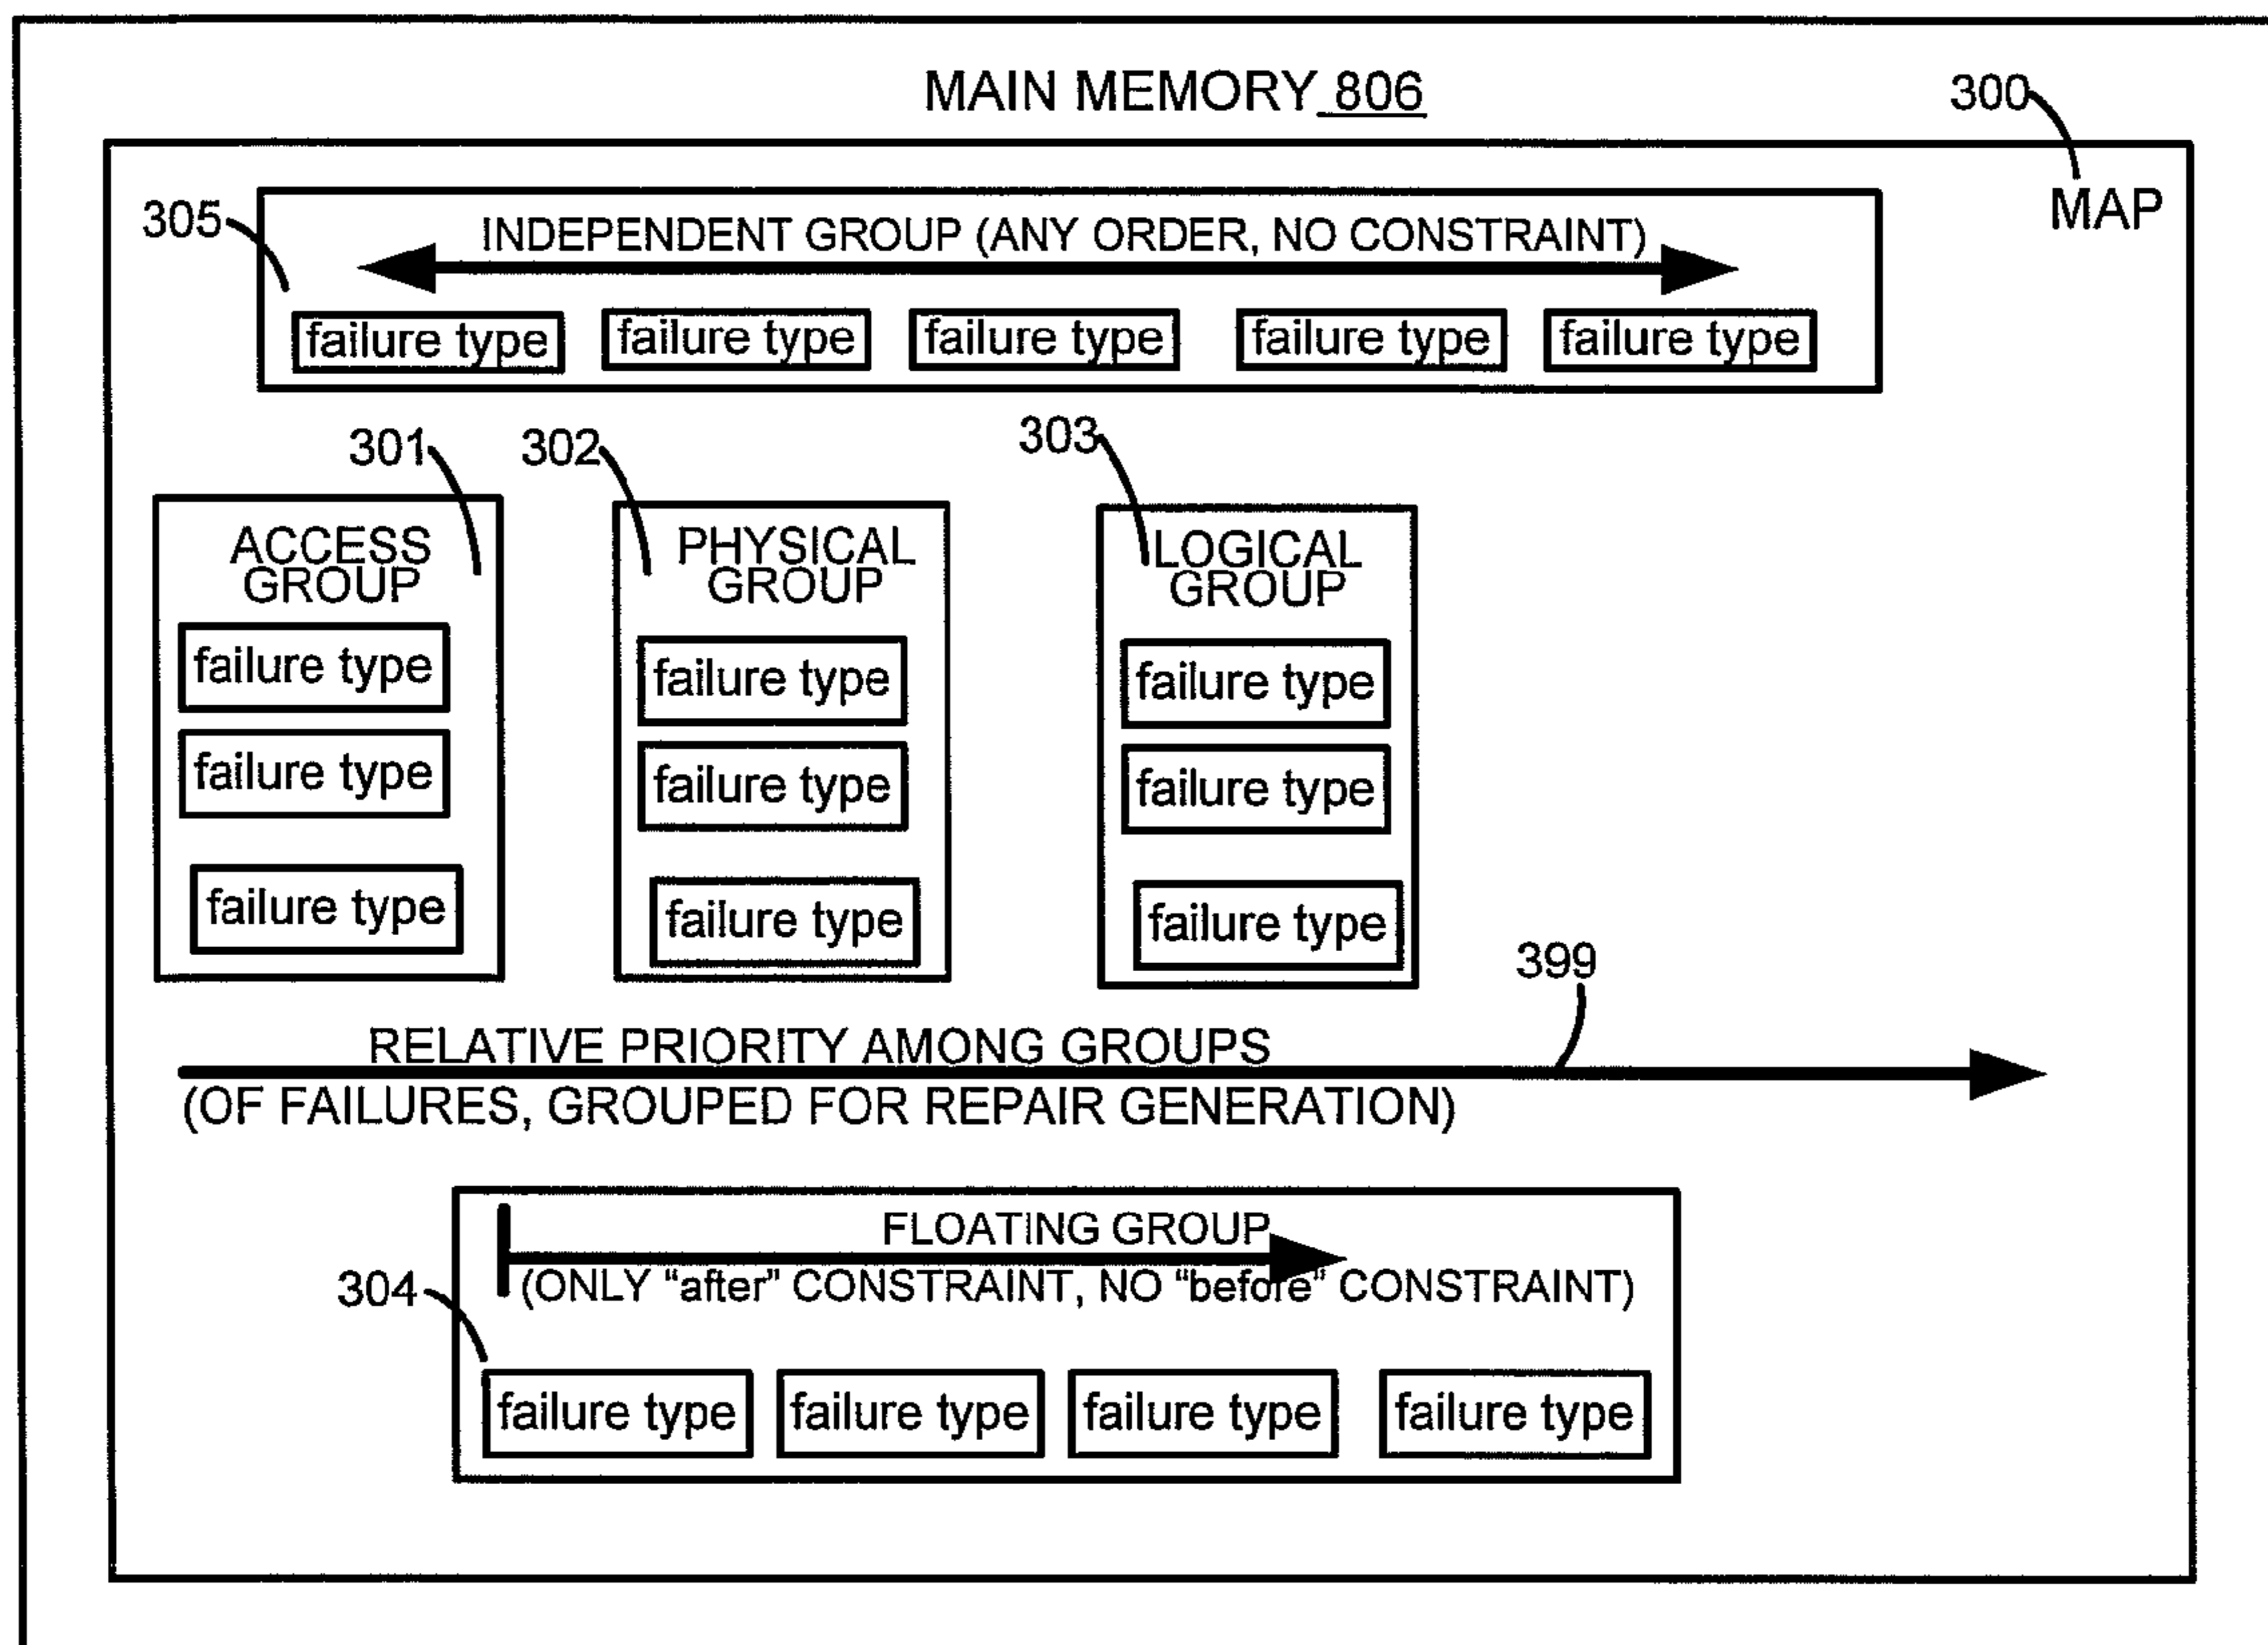 MAIN MEMORY 806
300
MAP
305
INDEPENDENT GROUP (ANY ORDER, NO CONSTRAINT)
failure type failure type failure type failure type failure type
301
302
303
ACCESS
GROUP
failure type
failure type
failure type
PHYSICAL
GROUP
failure type
failure type
failure type
LOGICAL
GROUP
failure type
failure type
failure type
399
RELATIVE PRIORITY AMONG GROUPS
(OF FAILURES, GROUPED FOR REPAIR GENERATION)
FLOATING GROUP
(ONLY "after" CONSTRAINT, NO "before" CONSTRAINT)
304
failure type failure type failure type failure type